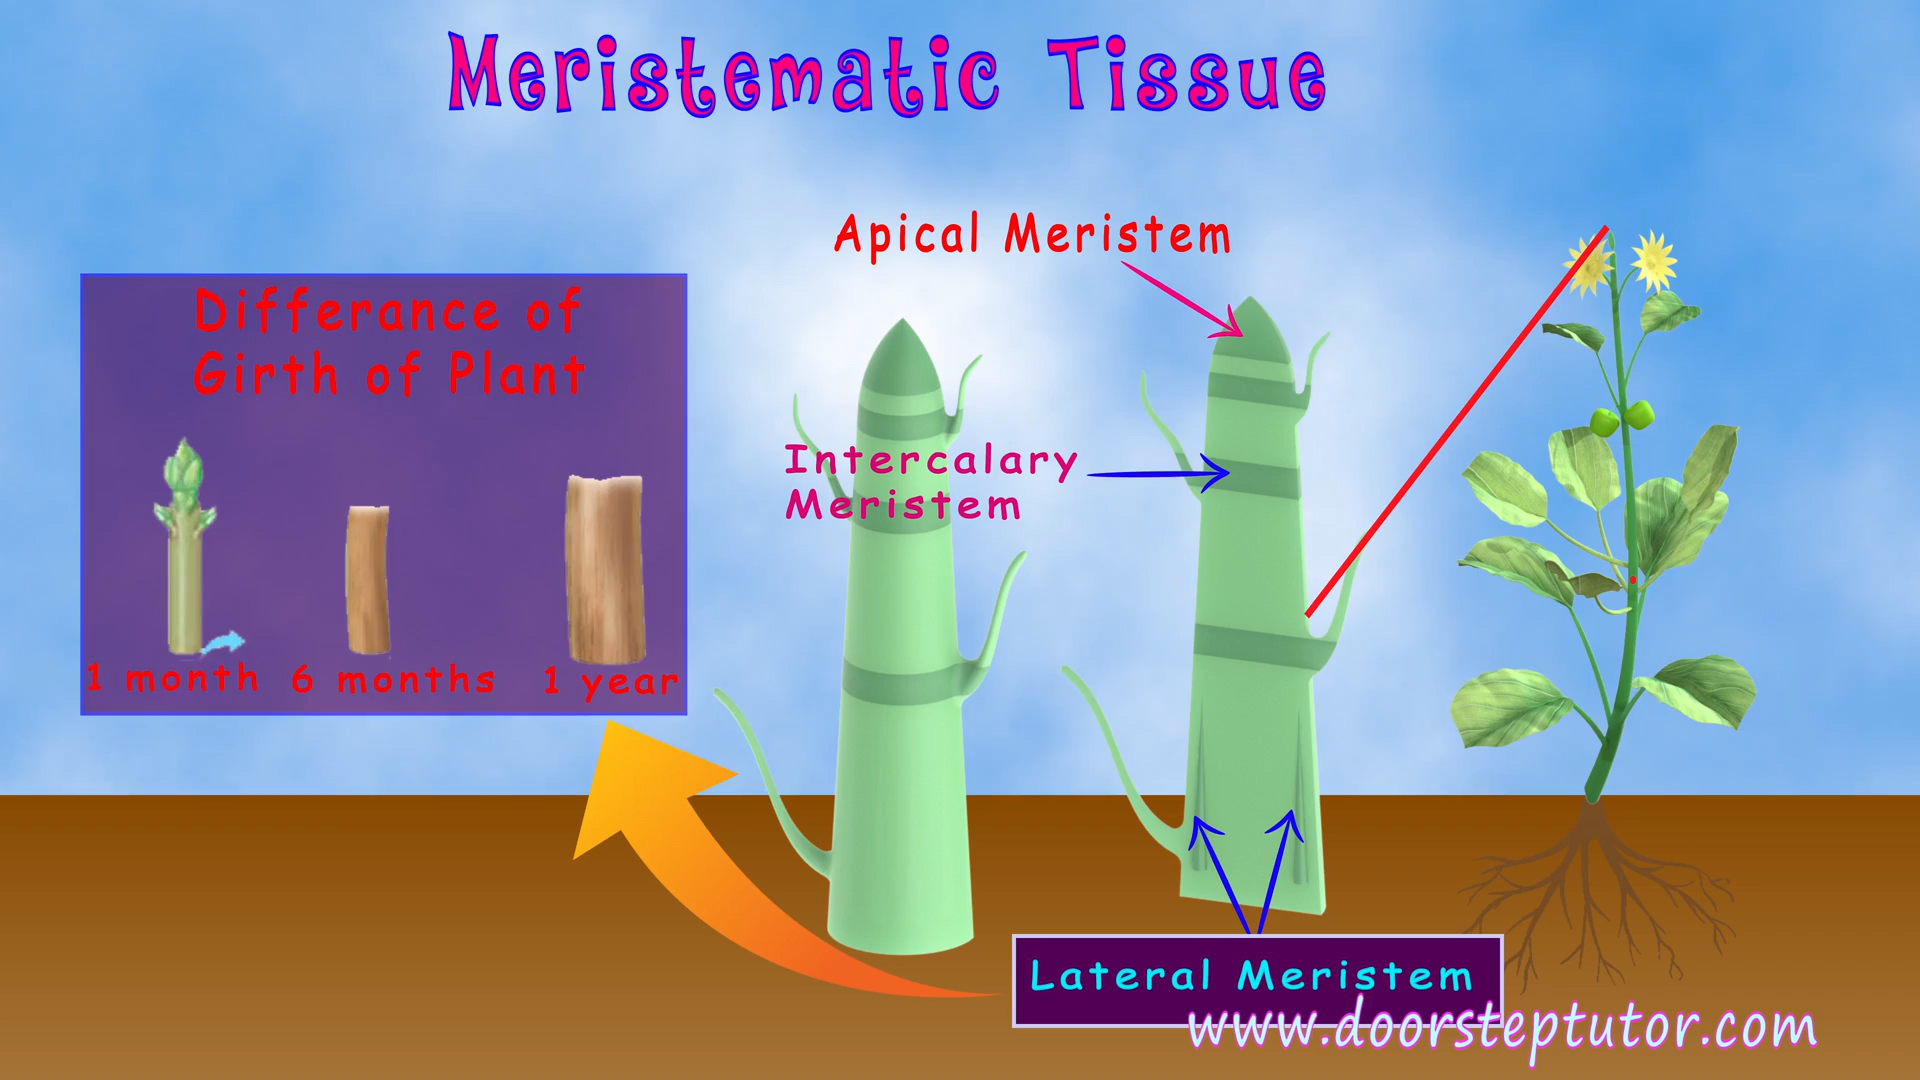 Meristematic Tissue
Apical Meristem
Differance of
Girth of Plant
Intercalary
Meristem
1 month 6 months 1 year
Lateral Meristem
www.doorsteptutor.com